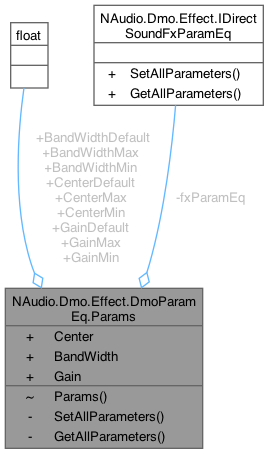 float
NAudio.Dmo.Effect.IDirect
SoundFxParamEq
+ SetAllParameters()
+ GetAllParameters()
+BandWidthDefault
+BandWidthMax
+BandWidthMin
+CenterDefault
+CenterMax
+CenterMin
+GainDefault
+GainMax
+GainMin
-fxParamEq
NAudio.Dmo.Effect.DmoParam
Eq.Params
+ Center
+ BandWidth
+ Gain
~ Params()
- SetAllParameters()
- GetAllParameters()